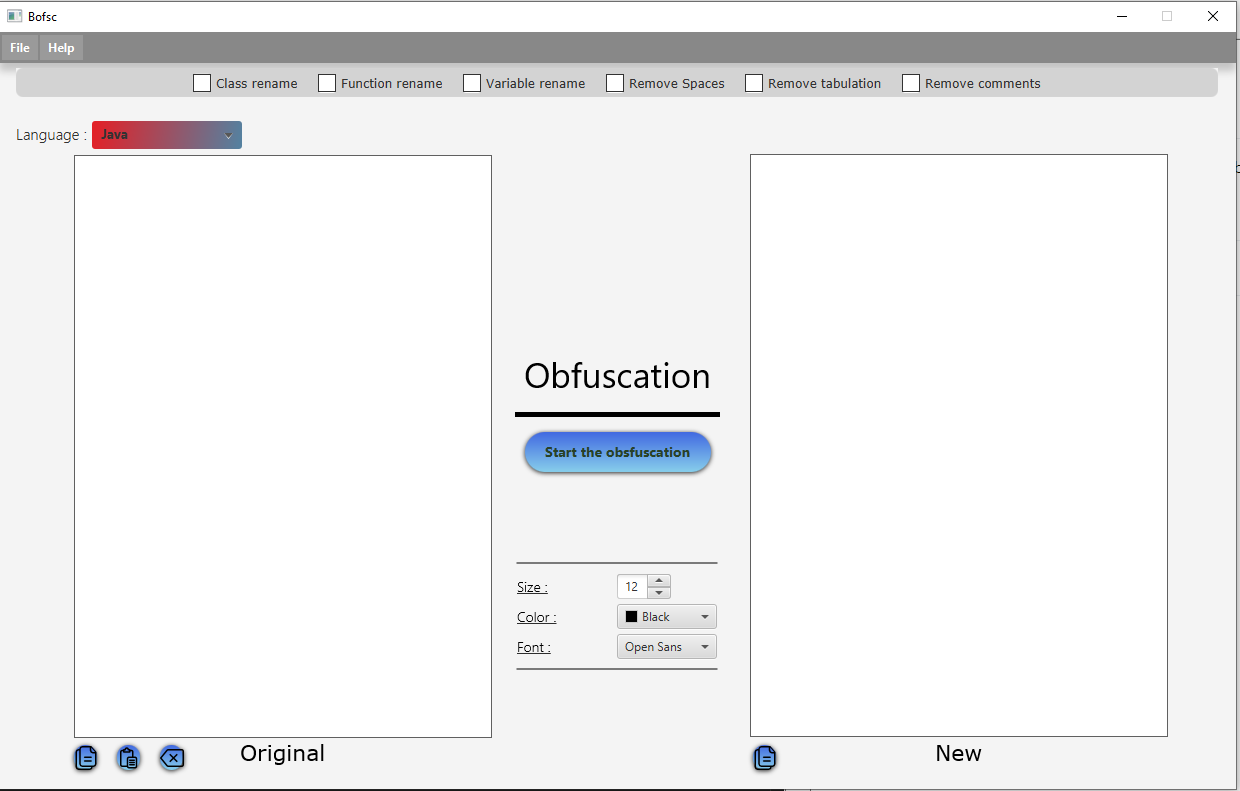 Bofsc
File Help
Class rename Function rename Variable rename Remove Spaces Remove tabulation Remove comments
Language : Java
Obfuscation
Start the obsfuscation
Size : 12
Color : Black
Font : Open Sans
Original New